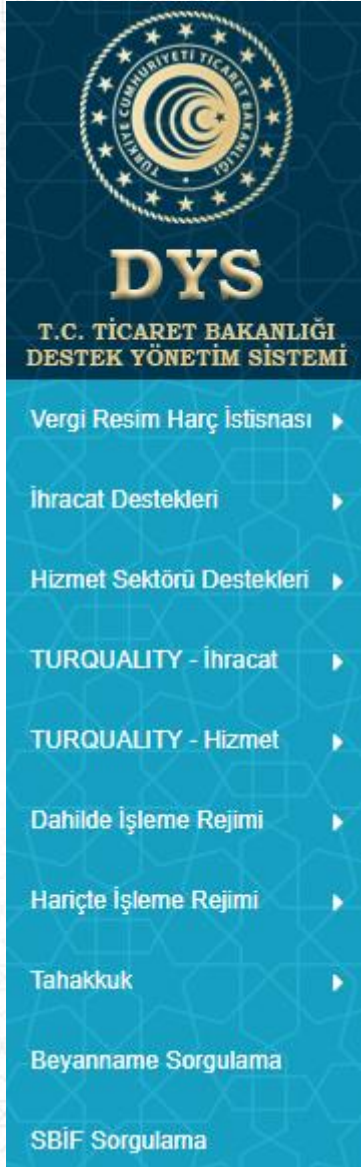 TÜRKİYE CUMHURİYETİ TİCARET BAKANLIĞI
DYS
T.C. TİCARET BAKANLIĞI
DESTEK YÖNETİM SİSTEMİ
Vergi Resim Harç İstisnası
İhracat Destekleri
Hizmet Sektörü Destekleri
TURQUALITY - İhracat
TURQUALITY - Hizmet
Dahilde İşleme Rejimi
Hariçte İşleme Rejimi
Tahakkuk
Beyanname Sorgulama
SBİF Sorgulama